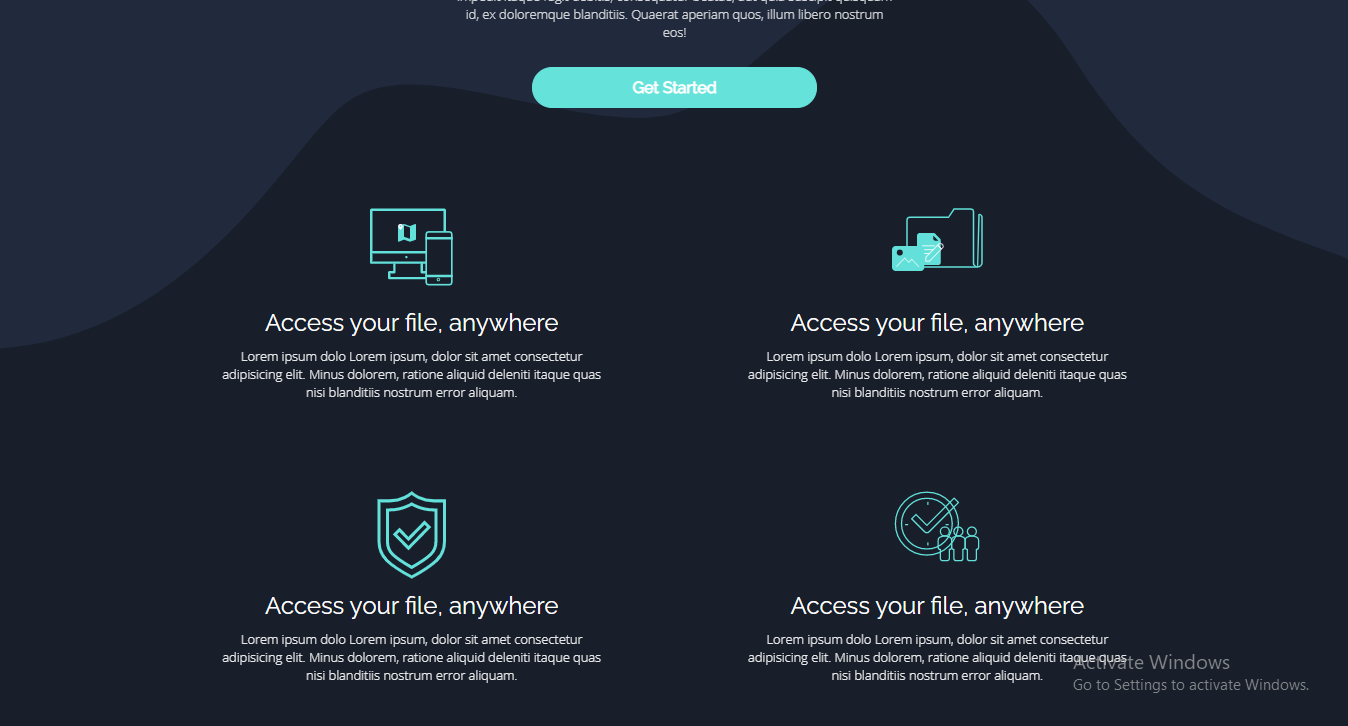 id, ex doloremque blanditiis. Quaerat aperiam quos, illum libero nostrum
eos!
Get Started
Access your file, anywhere
Lorem ipsum dolo Lorem ipsum, dolor sit amet consectetur
adipisicing elit. Minus dolorem, ratione aliquid deleniti itaque quas
nisi blanditiis nostrum error aliquam.
Access your file, anywhere
Lorem ipsum dolo Lorem ipsum, dolor sit amet consectetur
adipisicing elit. Minus dolorem, ratione aliquid deleniti itaque quas
nisi blanditiis nostrum error aliquam.
Access your file, anywhere
Lorem ipsum dolo Lorem ipsum, dolor sit amet consectetur
adipisicing elit. Minus dolorem, ratione aliquid deleniti itaque quas
nisi blanditiis nostrum error aliquam.
Access your file, anywhere
Lorem ipsum dolo Lorem ipsum, dolor sit amet consectetur
adipisicing elit. Minus dolorem, ratione aliquid deleniti itaque quas
nisi blanditiis nostrum error aliquam.
Activate Windows
Go to Settings to activate Windows.